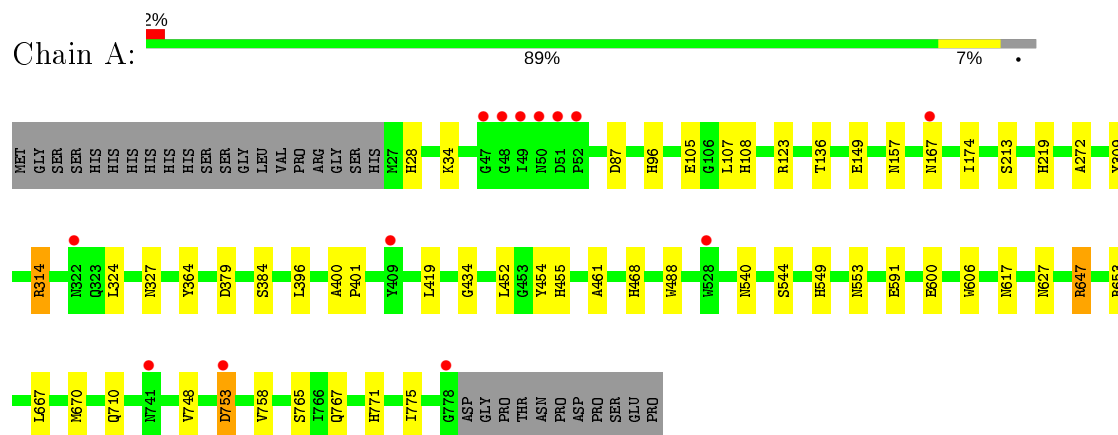 2%
Chain A:
89% 7% •
MET GLY SER SER HIS HIS HIS HIS HIS HIS SER SER GLY LEU VAL PRO ARG GLY SER HIS M27 H28 K34 G47 G48 I49 N50 D51 P52 D87 H96 E105 G106 L107 H108 R123 T136 E149 N157 N167 I174 S213 H219 A272
R314 N322 Q323 L324 N327 Y364 D379 S384 L396 A400 P401 Y409 L419 G434 L452 G453 Y454 H455 A461 H468 W488 W528 N540 S544 H549 N553 E591 E600 W606 N617 N627 R647
L667 M670 Q710 N741 V748 D753 V758 S765 I766 Q767 H771 I775 G778 ASP GLY PRO THR ASN PRO ASP PRO SER GLU PRO